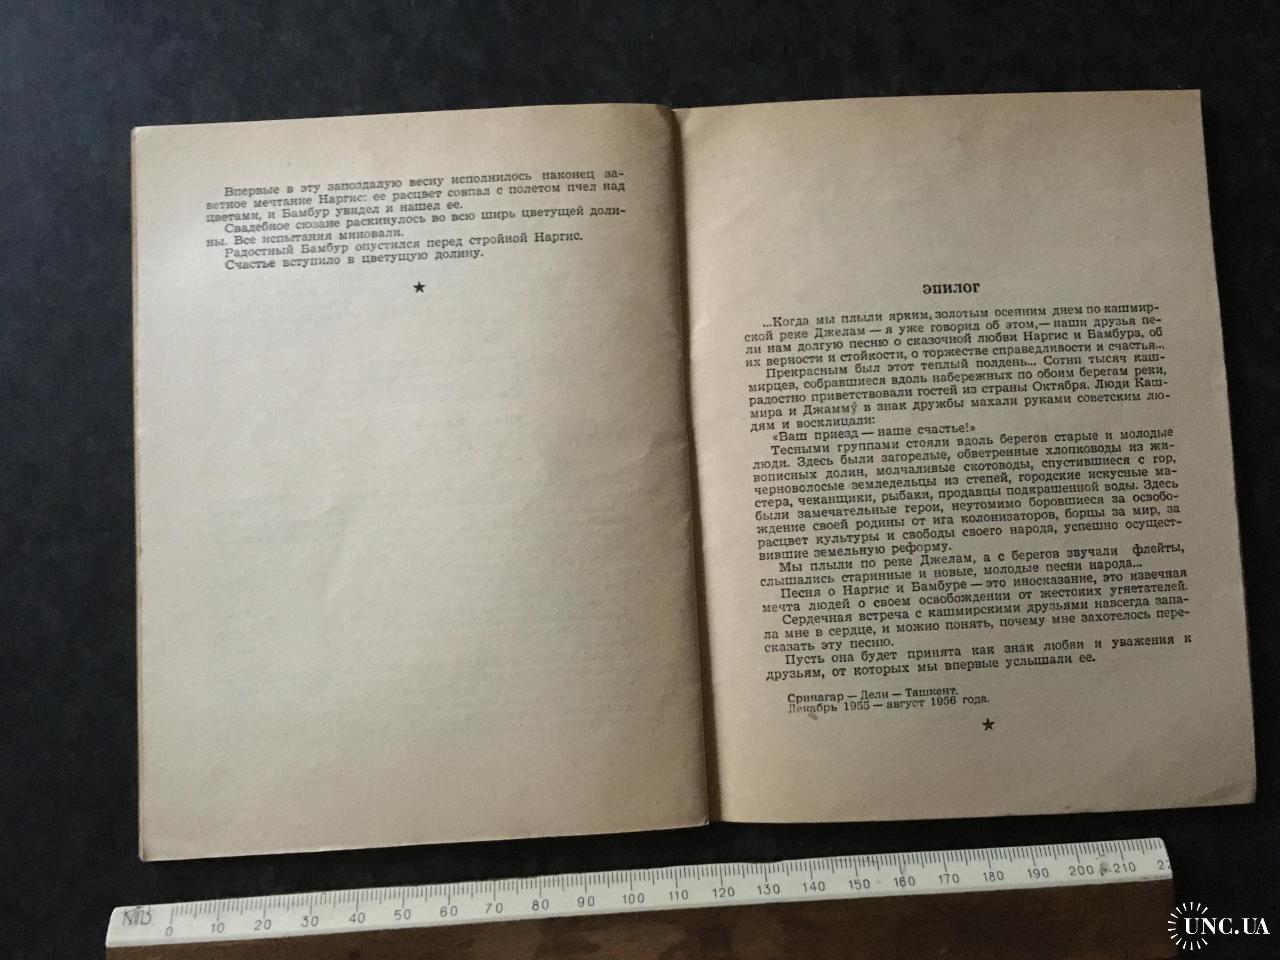 Впервые в эту запоздалую весну исполнилось наконец за-
ветное мечтание Наргис: ее расцвет совпал с полетом пчел над
цветами, и Бамбур увидел и нашел ее.
Свадебное сюзане раскинулось во всю ширь цветущей доли-
ны. Все испытания миновали.
Радостный Бамбур опустился перед стройной Наргис.
Счастье вступило в цветущую долину.
★
ЭПИЛОГ
...Когда мы плыли ярким, золотым осенним днем по кашмир-
ской реке Джелам — я уже говорил об этом,— наши друзья пе-
ли нам долгую песню о сказочной любви Наргис и Бамбура, об
их верности и стойкости, о торжестве справедливости и счастья...
Прекрасным был этот теплый полдень... Сотни тысяч каш-
мирцев, собравшиеся вдоль набережных по обоим берегам реки,
радостно приветствовали гостей из страны Октября. Люди Каш-
мира и Джамму́ в знак дружбы махали руками советским лю-
дям и восклицали:
«Ваш приезд — наше счастье!»
Тесными группами стояли вдоль берегов старые и молодые
люди. Здесь были загорелые, обветренные хлопководы из жи-
вописных долин, молчаливые скотоводы, спустившиеся с гор,
черноволосые земледельцы из степей, городские искусные ма-
стера, чеканщики, рыбаки, продавцы подкрашенной воды. Здесь
были замечательные герои, неутомимо боровшиеся за освобо-
ждение своей родины от ига колонизаторов, борцы за мир, за
расцвет культуры и свободы своего народа, успешно осущест-
вившие земельную реформу.
Мы плыли по реке Джелам, а с берегов звучали флейты,
слышались старинные и новые, молодые песни народа...
Песня о Наргис и Бамбуре — это иносказание, это извечная
мечта людей о своем освобождении от жестоких угнетателей.
Сердечная встреча с кашмирскими друзьями навсегда запа-
ла мне в сердце, и можно понять, почему мне захотелось пере-
сказать эту песню.
Пусть она будет принята как знак любви и уважения к
друзьям, от которых мы впервые услышали ее.
Сринагар — Дели — Ташкент.
Декабрь 1955 — август 1956 года.
★
0 10 20 30 40 50 60 70 80 90 100 110 120 130 140 150 160 170 180 190 200 210
UNC.UA